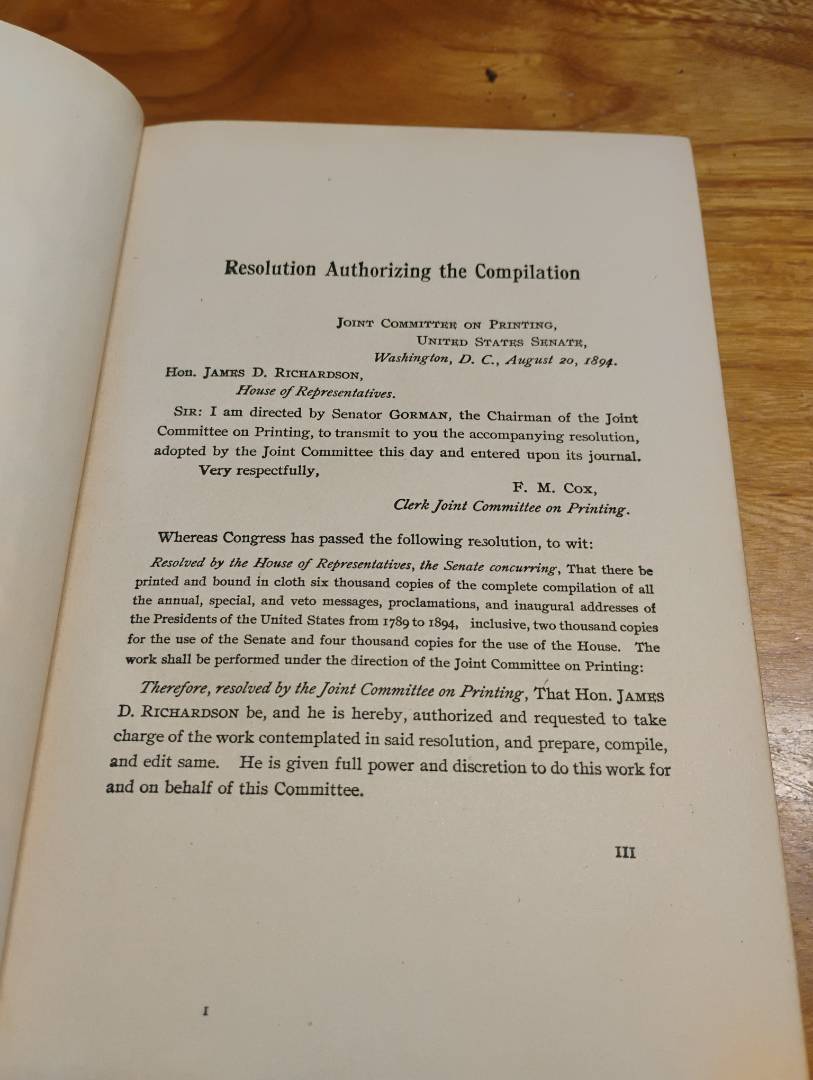 Resolution Authorizing the Compilation
Joint Committee on Printing,
United States Senate,
Washington, D. C., August 20, 1894.
Hon. James D. Richardson,
House of Representatives.
Sir: I am directed by Senator Gorman, the Chairman of the Joint
Committee on Printing, to transmit to you the accompanying resolution,
adopted by the Joint Committee this day and entered upon its journal.
Very respectfully,
F. M. Cox,
Clerk Joint Committee on Printing.
Whereas Congress has passed the following resolution, to wit:
Resolved by the House of Representatives, the Senate concurring, That there be
printed and bound in cloth six thousand copies of the complete compilation of all
the annual, special, and veto messages, proclamations, and inaugural addresses of
the Presidents of the United States from 1789 to 1894, inclusive, two thousand copies
for the use of the Senate and four thousand copies for the use of the House. The
work shall be performed under the direction of the Joint Committee on Printing:
Therefore, resolved by the Joint Committee on Printing, That Hon. James
D. Richardson be, and he is hereby, authorized and requested to take
charge of the work contemplated in said resolution, and prepare, compile,
and edit same. He is given full power and discretion to do this work for
and on behalf of this Committee.
III
I